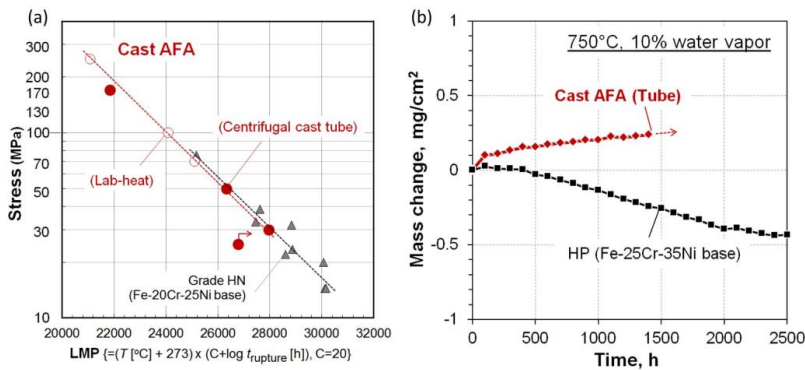 (a)
Cast AFA
300
200
170
130
100
70
50
30
10
Stress (MPa)
(Centrifugal cast tube)
(Lab-heat)
Grade HN
(Fe-20Cr-25Ni base)
20000 22000 24000 26000 28000 30000 32000
LMP {=(T [°C] + 273) x (C+log t_rupture [h]), C=20}
(b)
750°C, 10% water vapor
Cast AFA (Tube)
HP (Fe-25Cr-35Ni base)
1
0.5
0
-0.5
-1
Mass change, mg/cm²
0 500 1000 1500 2000 2500
Time, h